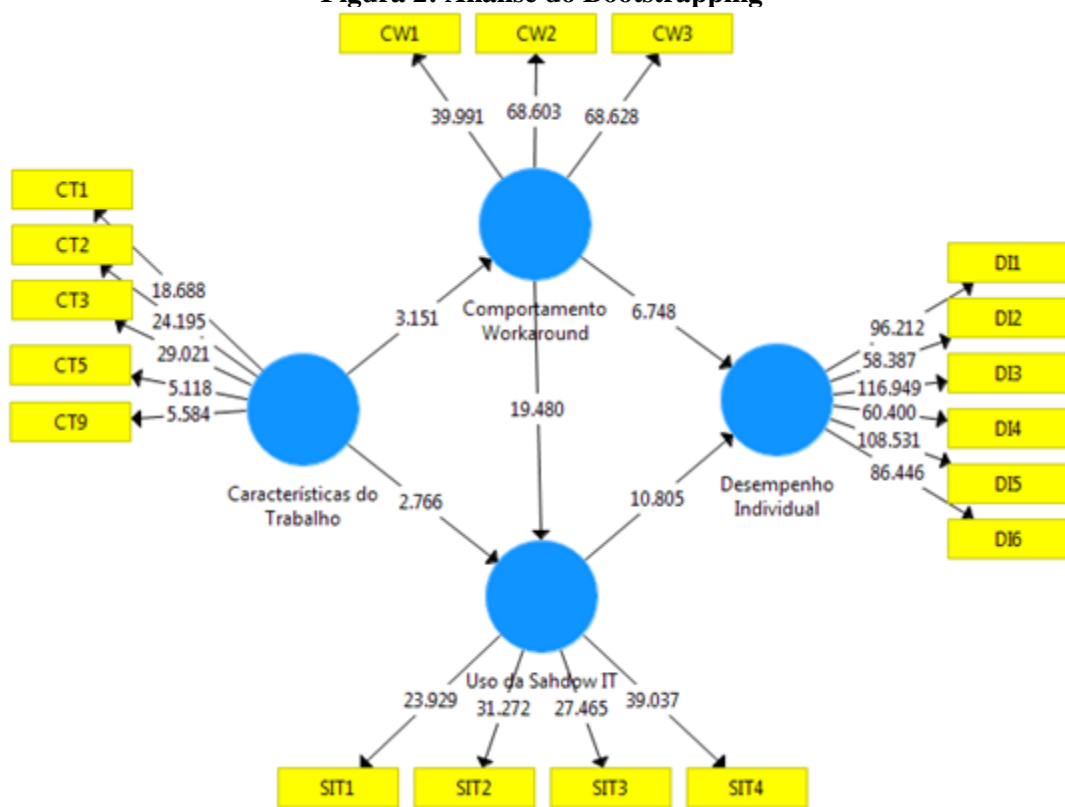 Figura 2: Análise do Bootstrapping
CW1
CW2
CW3
39.991
68.603
68.628
CT1
CT2
CT3
CT5
CT9
18.688
24.195
29.021
5.118
5.584
3.151
Comportamento
Workaround
6.748
19.480
Características do
Trabalho
2.766
10.805
Desempenho
Individual
96.212
58.387
116.949
60.400
108.531
86.446
DI1
DI2
DI3
DI4
DI5
DI6
Uso da Sahdow IT
23.929
31.272
27.465
39.037
SIT1
SIT2
SIT3
SIT4